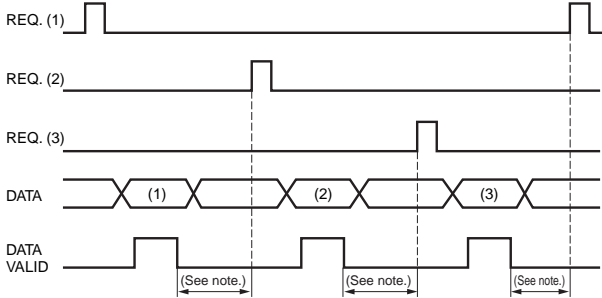 REQ. (1)
REQ. (2)
REQ. (3)
DATA
(1)
(2)
(3)
DATA
VALID
(See note.)
(See note.)
(See note.)